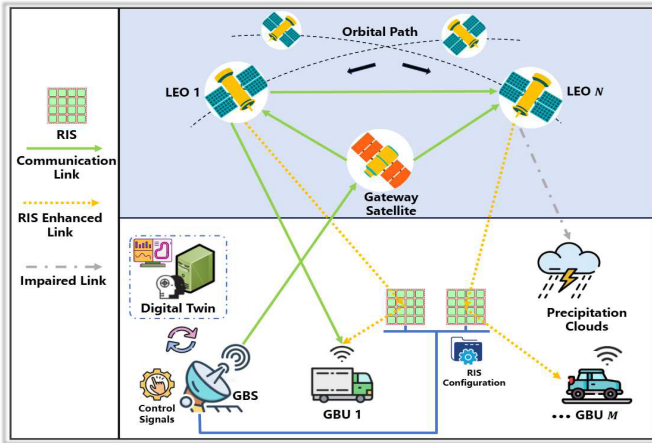 RIS
Communication
Link
RIS Enhanced
Link
Impaired Link
Orbital Path
LEO 1
LEO N
Gateway
Satellite
Digital Twin
Precipitation
Clouds
Control
Signals
GBS
GBU 1
RIS
Configuration
••• GBU M